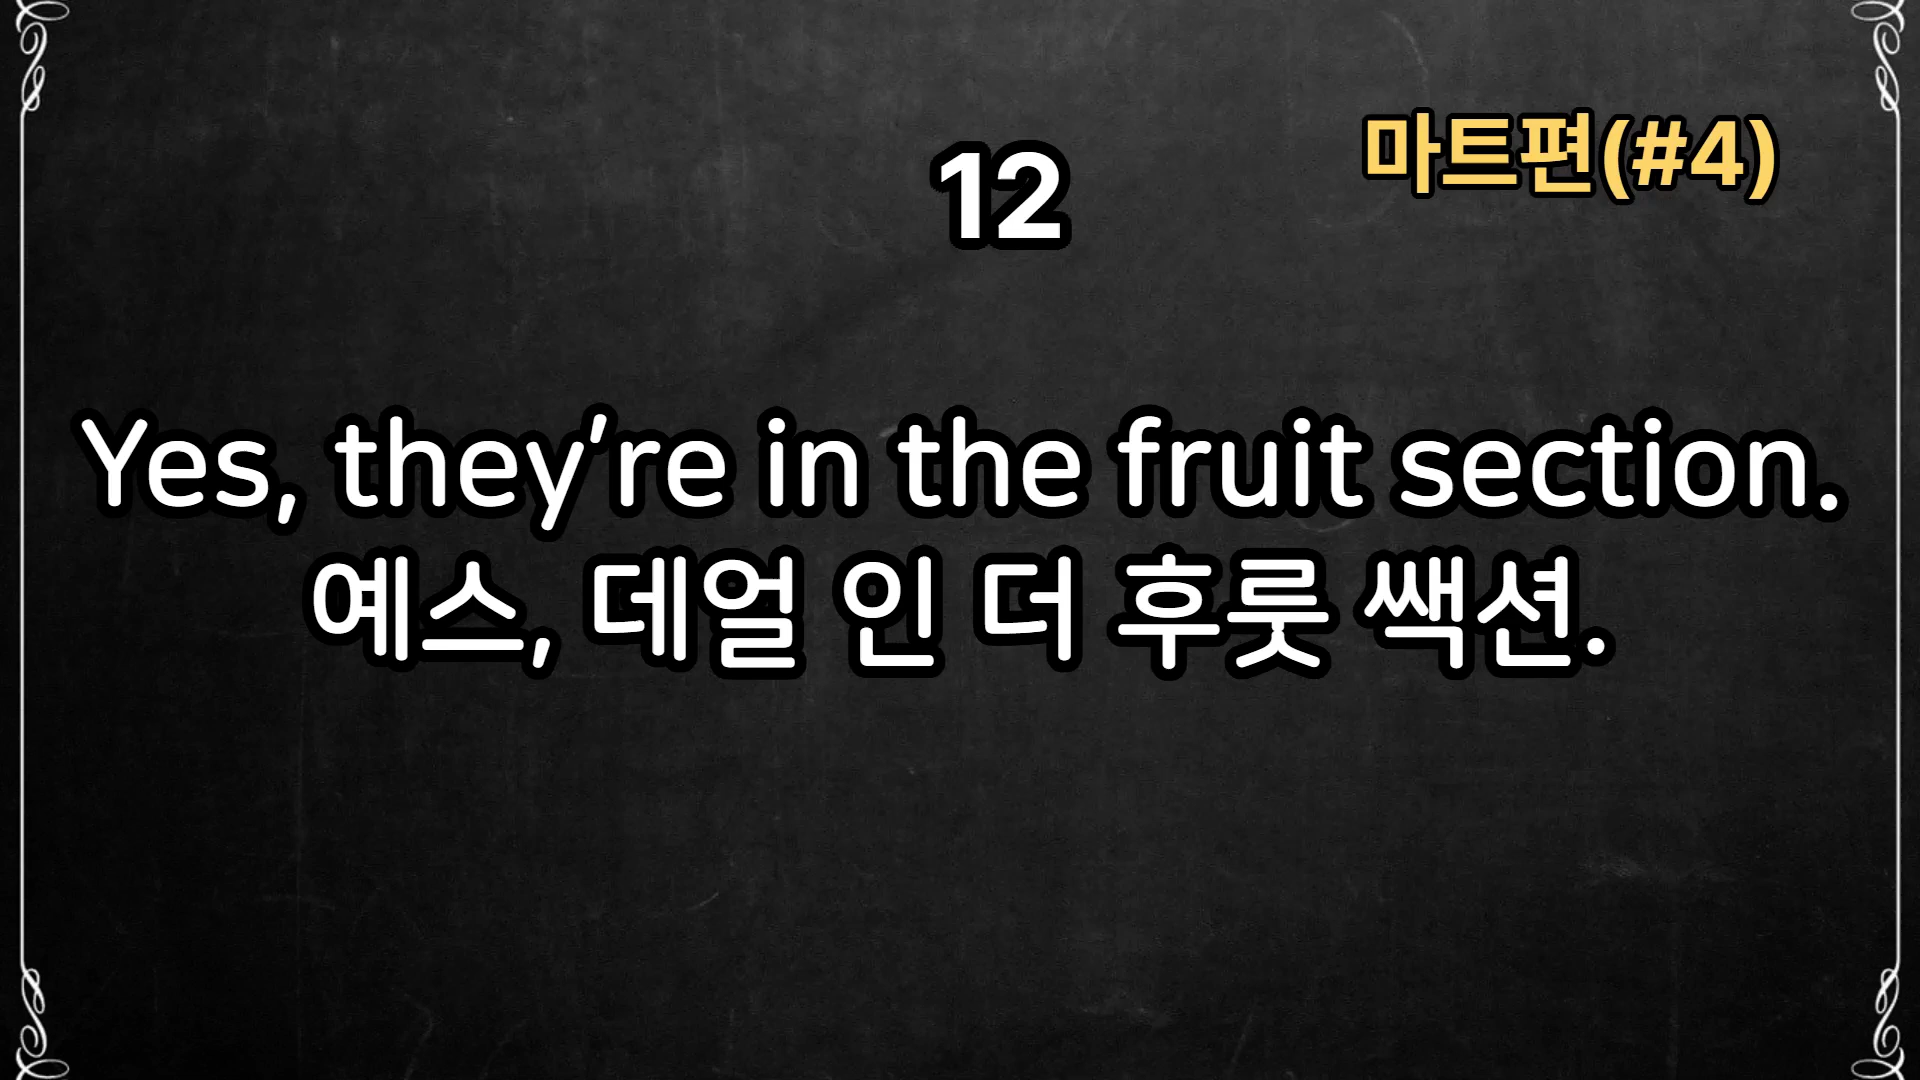 마트편(#4)
12
Yes, they’re in the fruit section.
예스, 데얼 인 더 후룻 쌕션.